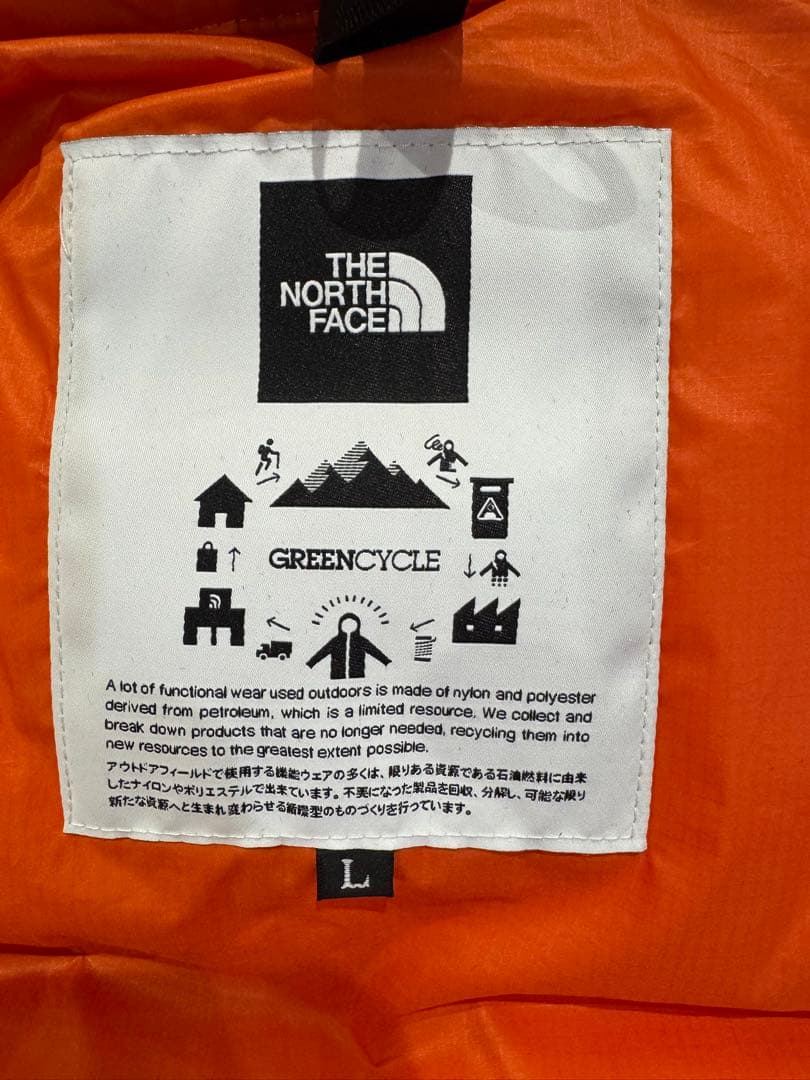 THE
NORTH
FACE
GREENCYCLE
A lot of functional wear used outdoors is made of nylon and polyester
derived from petroleum, which is a limited resource. We collect and
break down products that are no longer needed, recycling them into
new resources to the greatest extent possible.
アウトドアフィールドで使用する機能ウェアの多くは、限りある資源である石油燃料に由来
したナイロンやポリエステルで出来ています。不要になった製品を回収、分解し、可能な限り
新たな資源へと生まれ変わらせる循環型のものづくりを行っています。
L